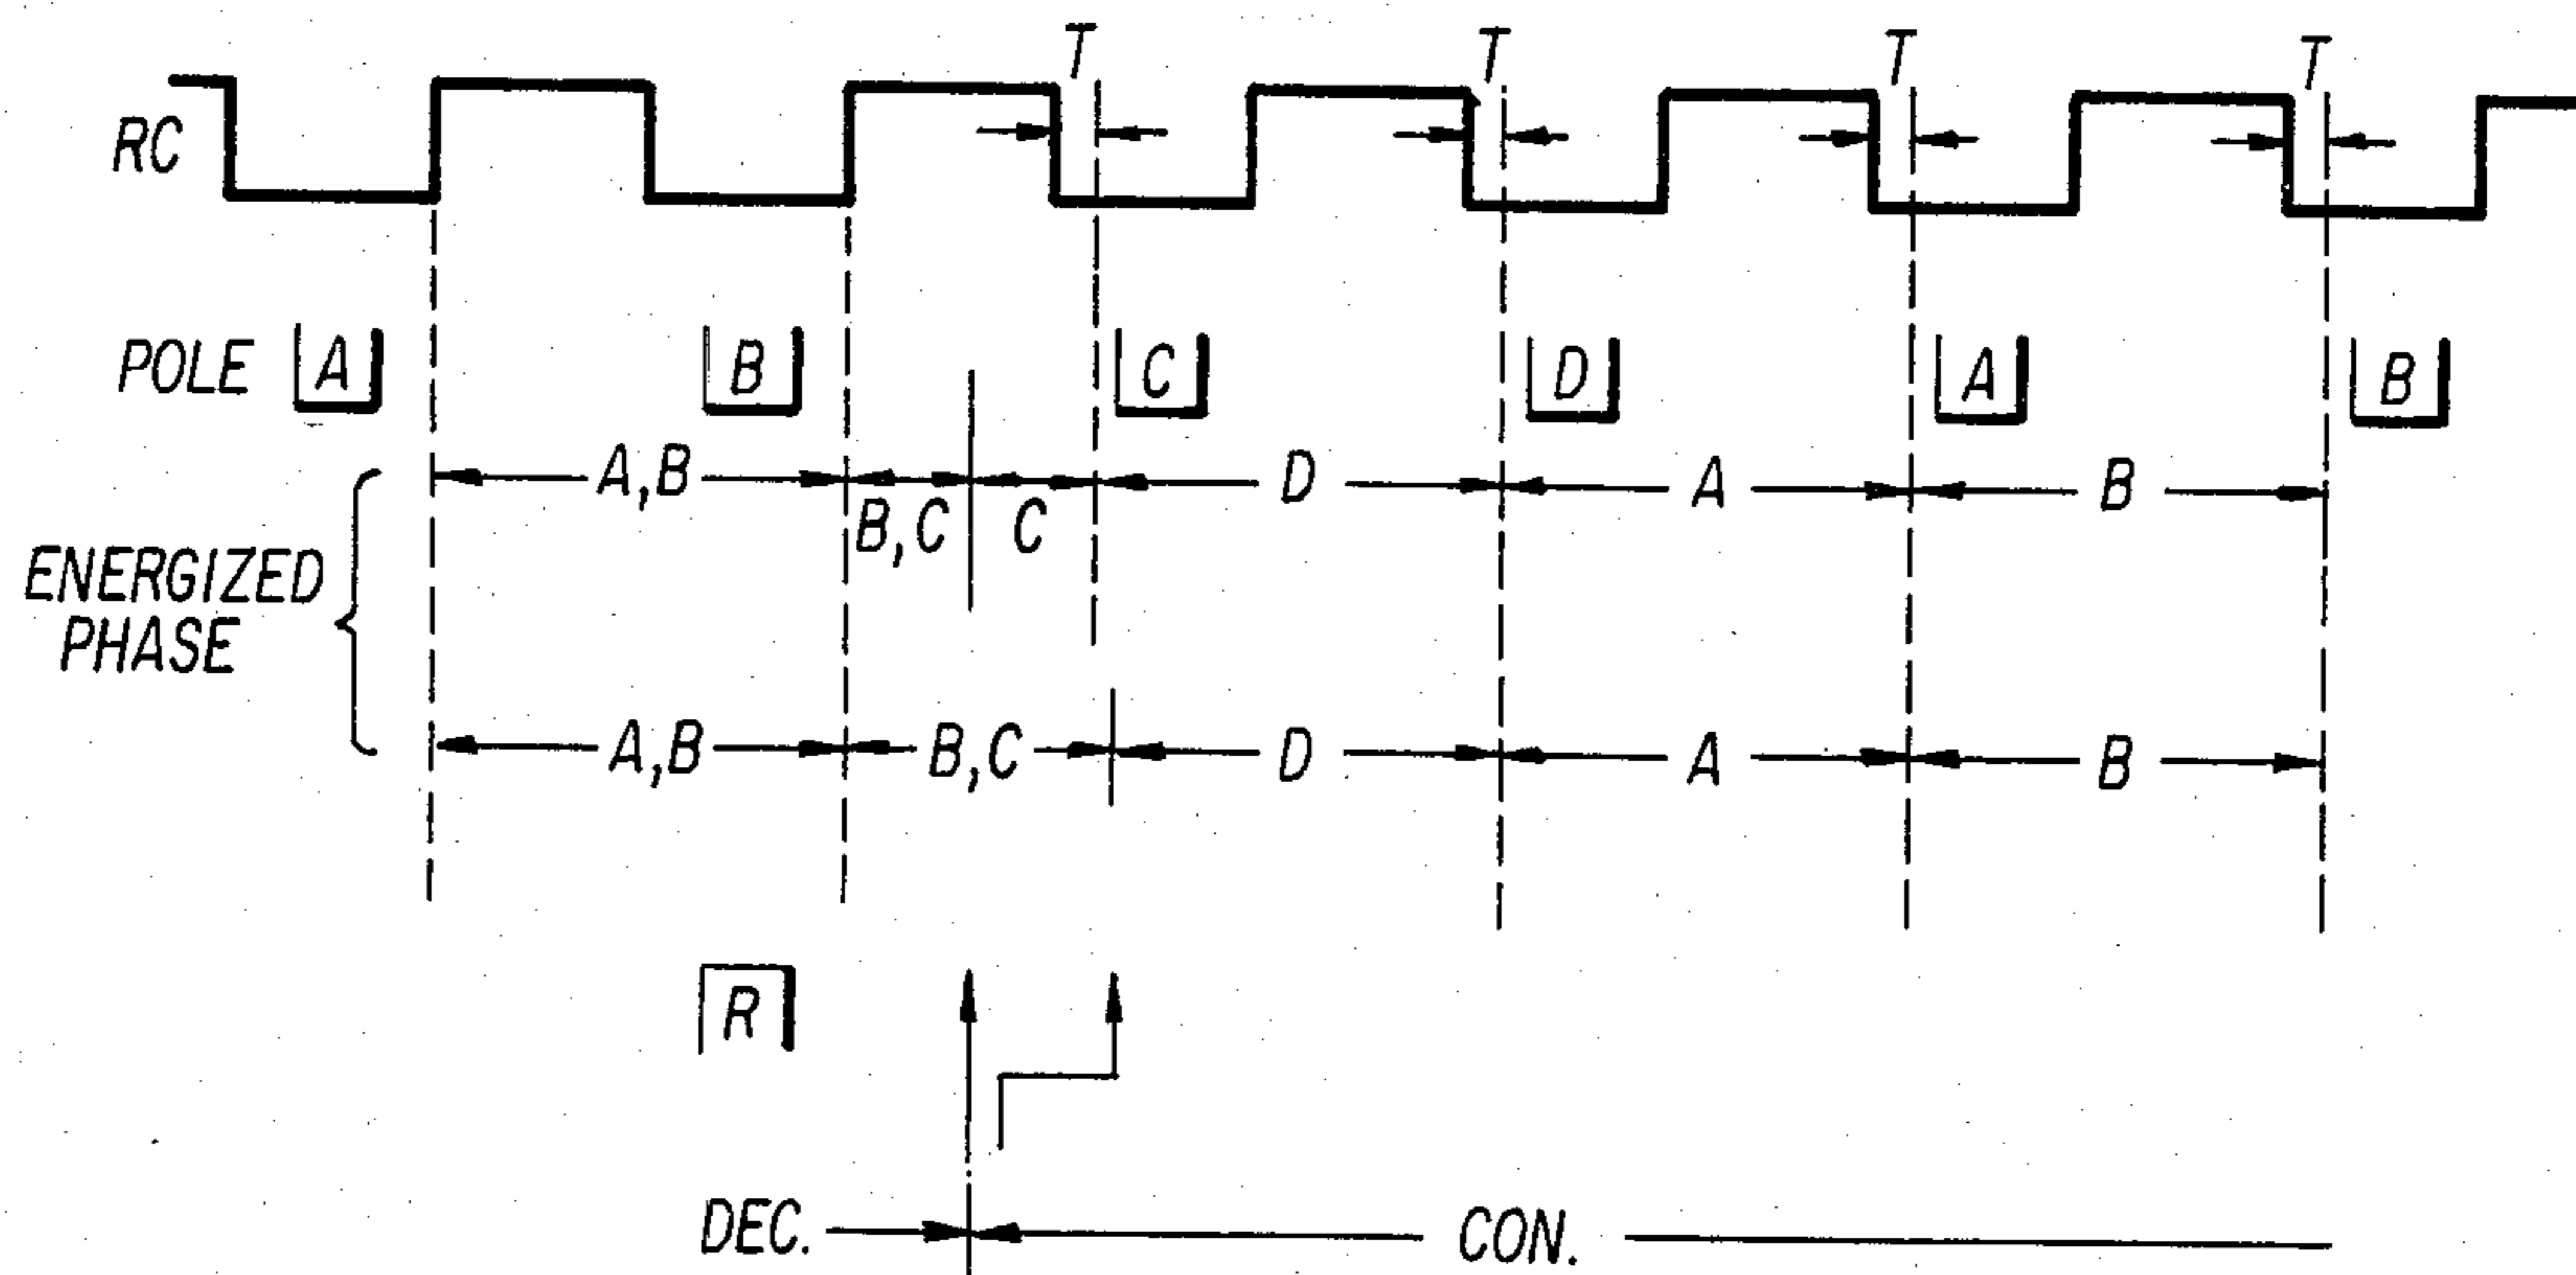 T T T T
RC
POLE A B C D A B
A,B D A B
B,C C
ENERGIZED
PHASE
A,B B,C D A B
R
DEC. CON.